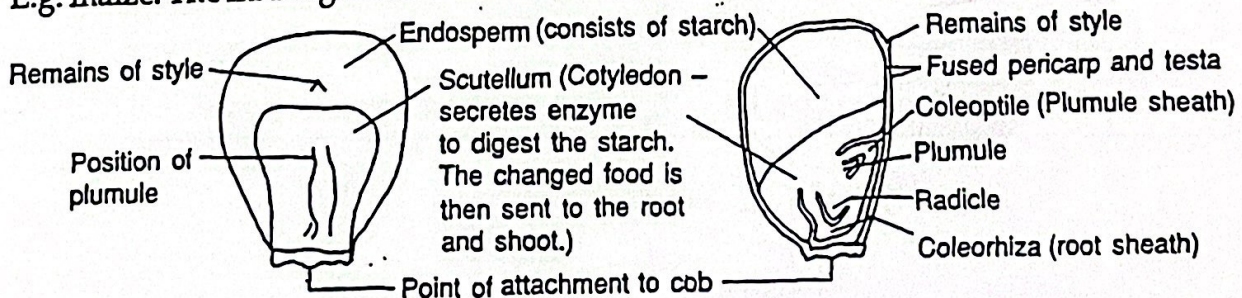 Endosperm (consists of starch)
Remains of style
Scutellum (Cotyledon –
secretes enzyme
to digest the starch.
The changed food is
then sent to the root
and shoot.)
Position of
plumule
Point of attachment to cob
Remains of style
Fused pericarp and testa
Coleoptile (Plumule sheath)
Plumule
Radicle
Coleorhiza (root sheath)